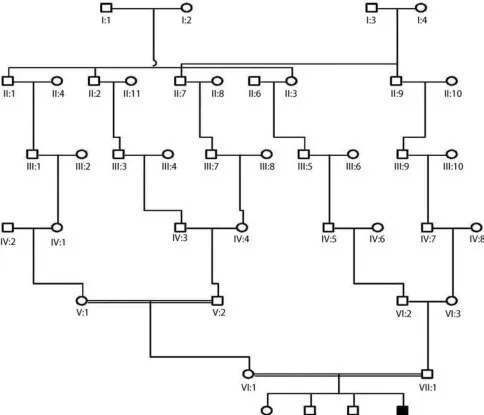 I:1 I:2 I:3 I:4
II:1 II:4 II:2 II:11 II:7 II:8 II:6 II:3 II:9 II:10
III:1 III:2 III:3 III:4 III:7 III:8 III:5 III:6 III:9 III:10
IV:2 IV:1 IV:3 IV:4 IV:5 IV:6 IV:7 IV:8
V:1 V:2 VI:2 VI:3
VI:1 VII:1